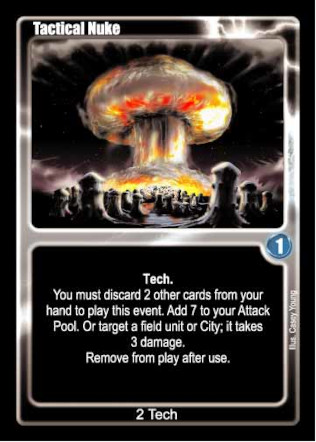 Tactical Nuke
1
Tech.
You must discard 2 other cards from your
hand to play this event. Add 7 to your Attack
Pool. Or target a field unit or City; it takes
3 damage.
Remove from play after use.
Illus. Casey Young
2 Tech